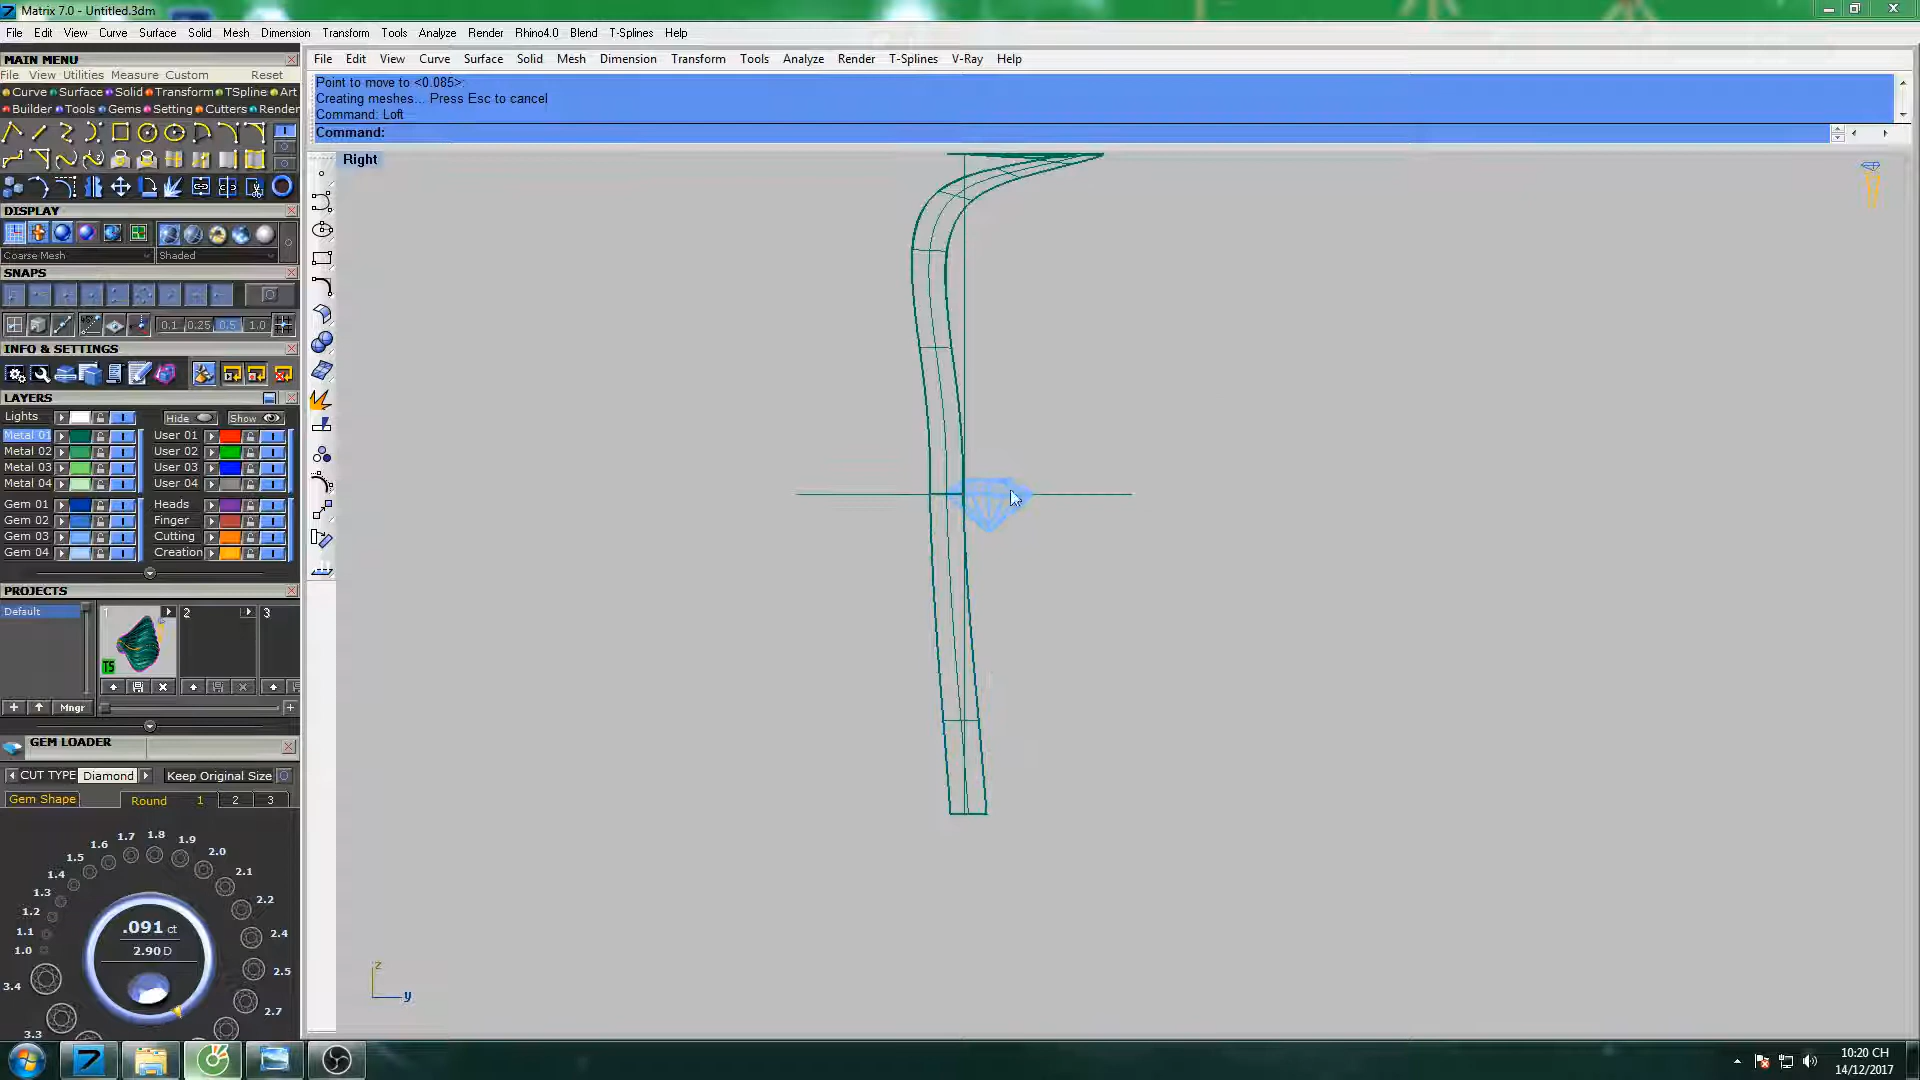 Matrix 7.0 - Untitled.3dm
File Edit View Curve Surface Solid Mesh Dimension Transform Tools Analyze Render Rhino4.0 Blend T-Splines Help
MAIN MENU
File View Utilities Measure Custom Reset
Curve Surface Solid Transform TSpline Art
Builder Tools Gems Setting Cutters Render
File Edit View Curve Surface Solid Mesh Dimension Transform Tools Analyze Render T-Splines V-Ray Help
Point to move to <0.085>:
Creating meshes... Press Esc to cancel
Command: Loft
Command:
Right
DISPLAY
Coarse Mesh Shaded
SNAPS
0.1 0.25 0.5 1.0
INFO & SETTINGS
LAYERS
Lights Hide Show
Metal 01 User 01
Metal 02 User 02
Metal 03 User 03
Metal 04 User 04
Gem 01 Heads
Gem 02 Finger
Gem 03 Cutting
Gem 04 Creation
PROJECTS
Default 1 2 3
TS
Mngr
GEM LOADER
CUT TYPE Diamond Keep Original Size
Gem Shape Round 1 2 3
1.7 1.8 1.9
1.6 2.0
1.5 2.1
1.4 2.2
1.3 2.4
1.2 2.5
1.1 2.7
1.0
3.4
3.3
.091 ct
2.90 D
z
y
10:20 CH
14/12/2017